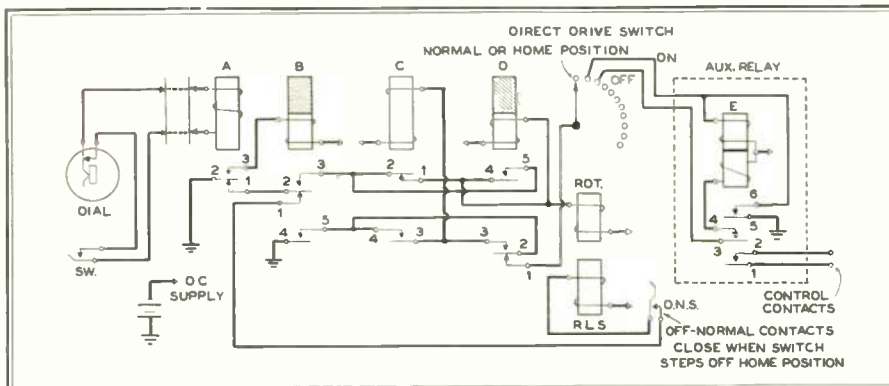 DIRECT DRIVE SWITCH
NORMAL OR HOME POSITION
ON
OFF
AUX. RELAY
A
B
C
D
E
3
2
1
2
3
1
2
1
5
4
ROT.
6
4
5
3
2
1
DIAL
SW.
D C
SUPPLY
4
5
4
3
3
2
1
RLS
O.N.S.
OFF-NORMAL CONTACTS
CLOSE WHEN SWITCH
STEPS OFF HOME POSITION
CONTROL
CONTACTS